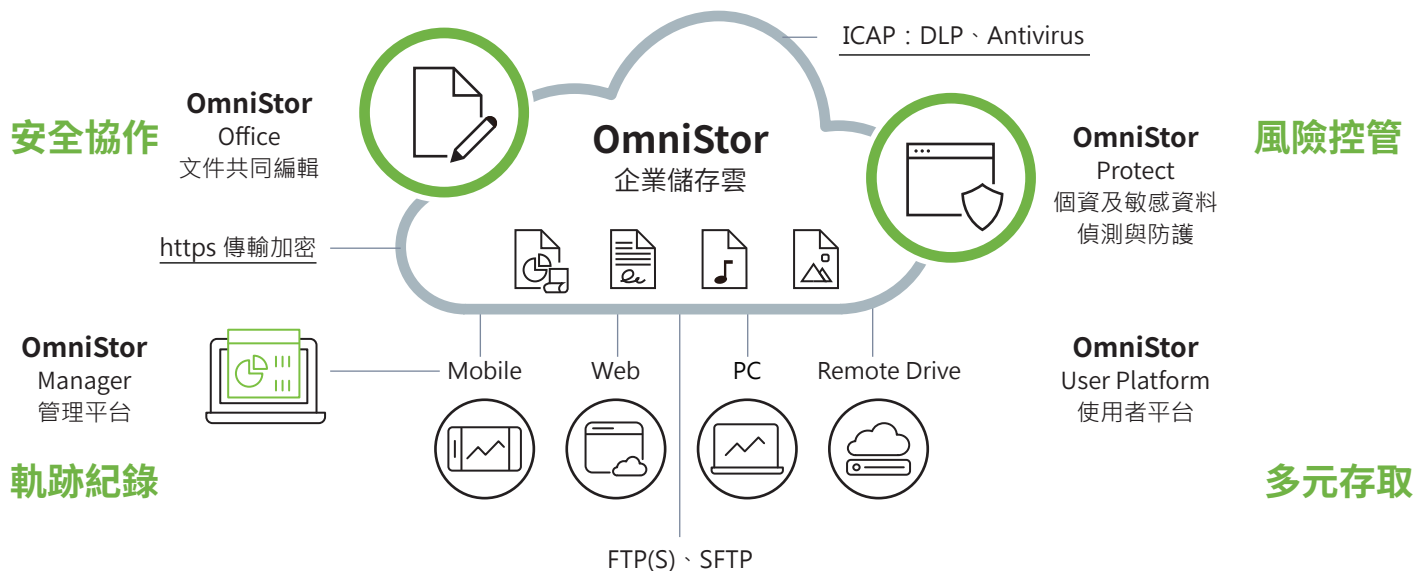 ICAP：DLP、Antivirus
安全協作
OmniStor
Office
文件共同編輯
OmniStor
企業儲存雲
OmniStor
Protect
個資及敏感資料
偵測與防護
風險控管
https 傳輸加密
OmniStor
Manager
管理平台
Mobile
Web
PC
Remote Drive
OmniStor
User Platform
使用者平台
軌跡紀錄
多元存取
FTP(S)、SFTP